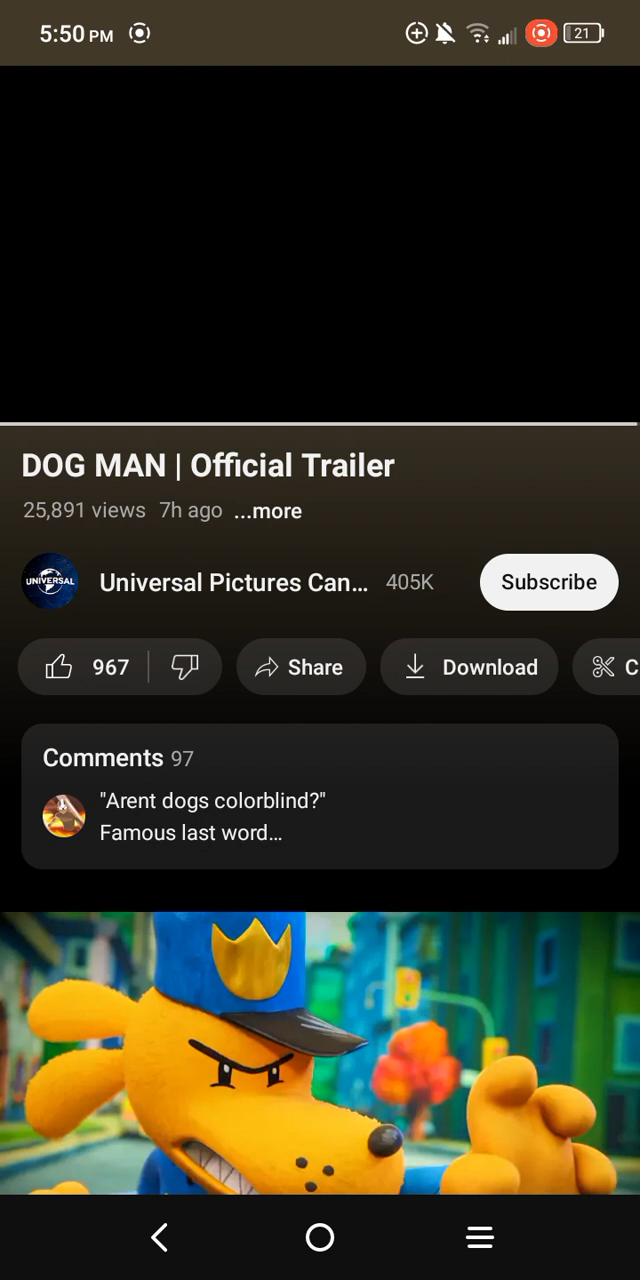 5:50 PM
21
DOG MAN | Official Trailer
25,891 views 7h ago ...more
UNIVERSAL
Universal Pictures Can... 405K
Subscribe
967
Share
Download
C
Comments 97
"Arent dogs colorblind?"
Famous last word...